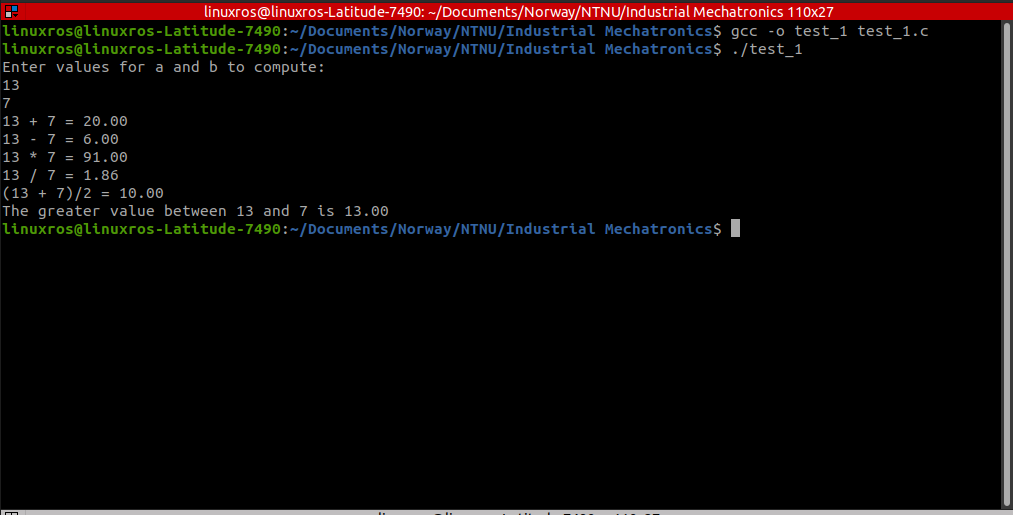 linuxros@linuxros-Latitude-7490: ~/Documents/Norway/NTNU/Industrial Mechatronics 110x27
linuxros@linuxros-Latitude-7490:~/Documents/Norway/NTNU/Industrial Mechatronics$ gcc -o test_1 test_1.c
linuxros@linuxros-Latitude-7490:~/Documents/Norway/NTNU/Industrial Mechatronics$ ./test_1
Enter values for a and b to compute:
13
7
13 + 7 = 20.00
13 - 7 = 6.00
13 * 7 = 91.00
13 / 7 = 1.86
(13 + 7)/2 = 10.00
The greater value between 13 and 7 is 13.00
linuxros@linuxros-Latitude-7490:~/Documents/Norway/NTNU/Industrial Mechatronics$